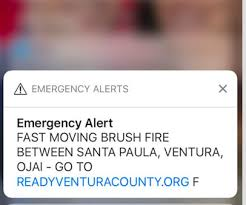 EMERGENCY ALERTS
Emergency Alert
FAST MOVING BRUSH FIRE
BETWEEN SANTA PAULA, VENTURA,
OJAI - GO TO
READYVENTURACOUNTY.ORG F